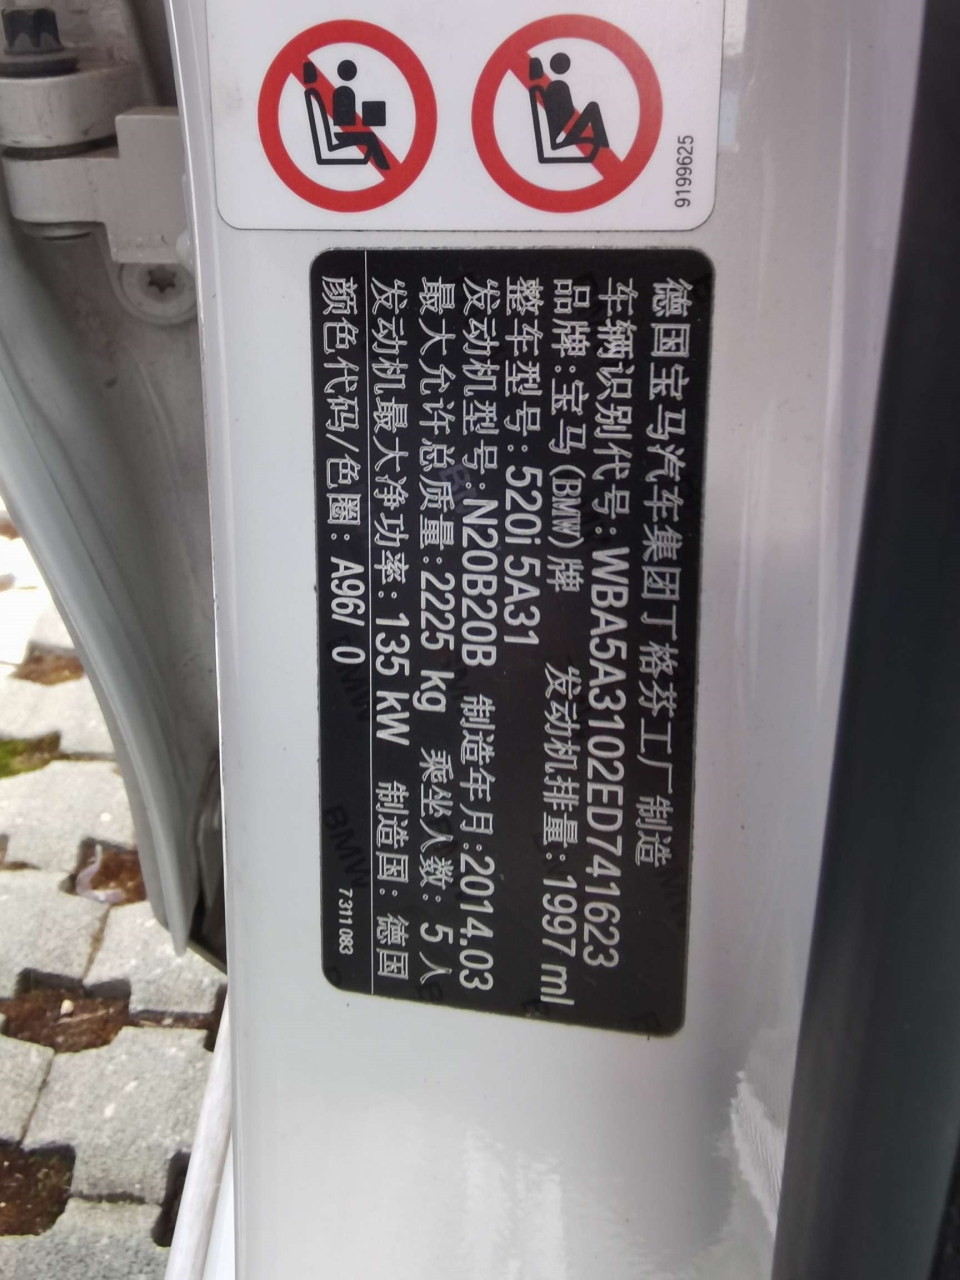 9199625
德国宝马汽车集团丁格芬工厂制造
车辆识别代号:WBA5A3102ED741623
品牌:宝马(BMW)牌 发动机排量:1997 ml
整车型号:520i 5A31
发动机型号:N20B20B 制造年月:2014.03
最大允许总质量:2225 kg 乘坐人数: 5 人
发动机最大净功率: 135 kW 制造国: 德国
颜色代码/色圈: A96/ 0
7311 083